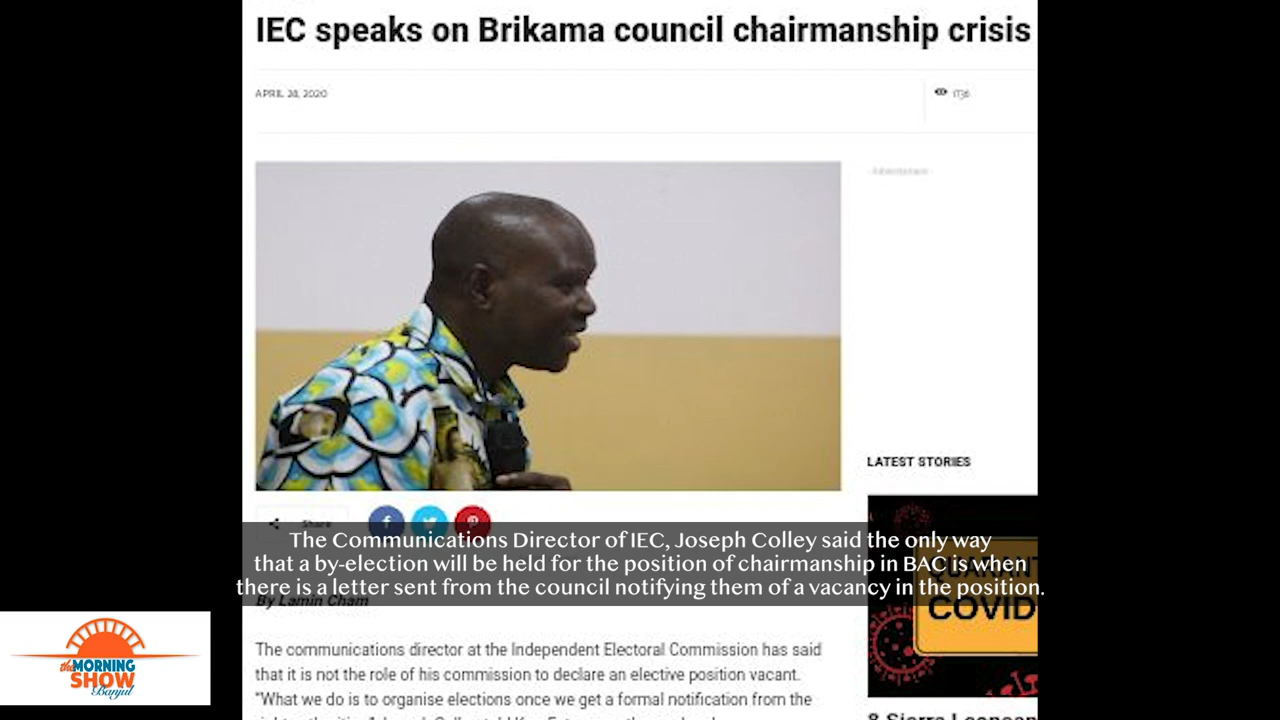 IEC speaks on Brikama council chairmanship crisis
APRIL 28, 2020
1736
- Advertisement -
LATEST STORIES
Share
The Communications Director of IEC, Joseph Colley said the only way
that a by-election will be held for the position of chairmanship in BAC is when
there is a letter sent from the council notifying them of a vacancy in the position.
By Lamin Cham
QUARANT
COVID
The communications director at the Independent Electoral Commission has said
that it is not the role of his commission to declare an elective position vacant.
“What we do is to organise elections once we get a formal notification from the
the MORNING
SHOW
Banjul